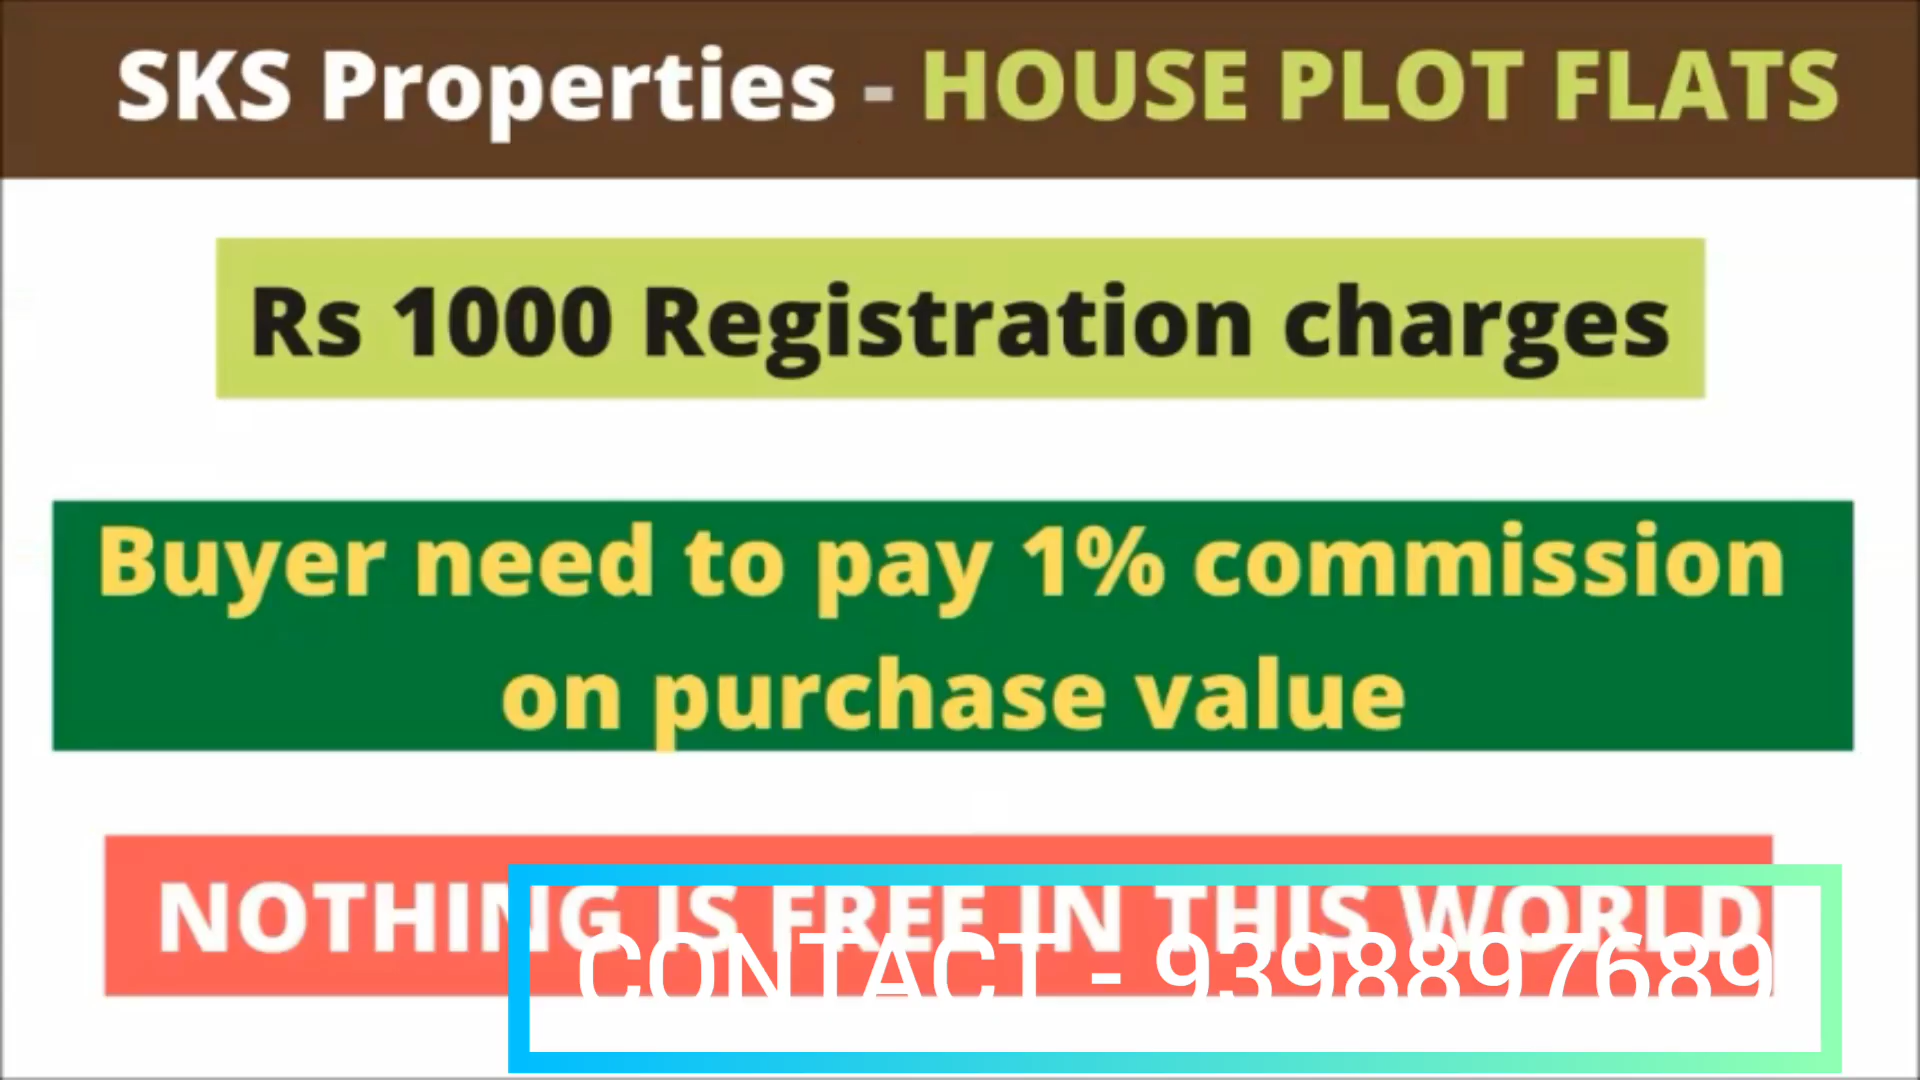 SKS Properties - HOUSE PLOT FLATS
Rs 1000 Registration charges
Buyer need to pay 1% commission
on purchase value
NOTHING IS FREE IN THIS WORLD
CONTACT - 9398897689